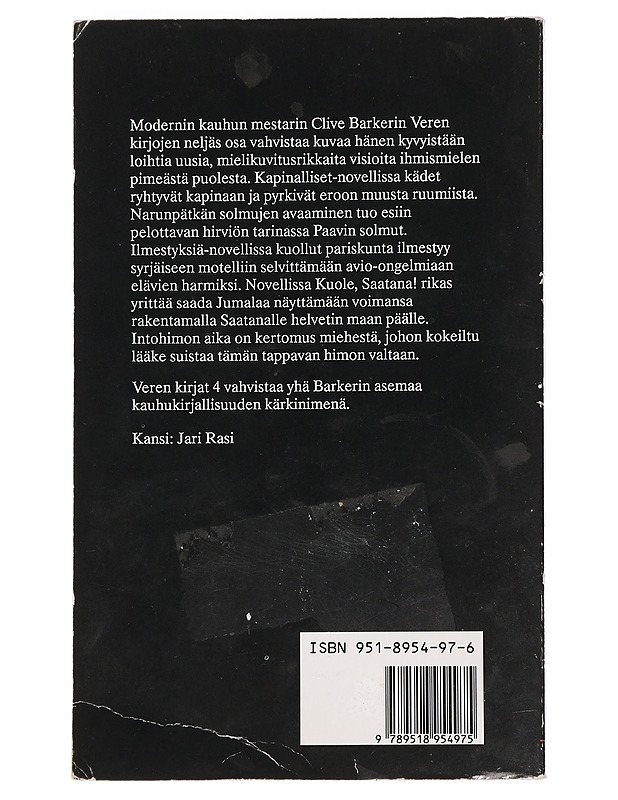 Modernin kauhun mestarin Clive Barkerin Veren
kirjojen neljäs osa vahvistaa kuvaa hänen kyvyistään
loihtia uusia, mielikuvitusrikkaita visioita ihmismielen
pimeästä puolesta. Kapinalliset-novellissa kädet
ryhtyvät kapinaan ja pyrkivät eroon muusta ruumiista.
Narunpätkän solmujen avaaminen tuo esiin
pelottavan hirviön tarinassa Paavin solmut.
Ilmestyksiä-novellissa kuollut pariskunta ilmestyy
syrjäiseen motelliin selvittämään avio-ongelmiaan
elävien harmiksi. Novellissa Kuole, Saatana! rikas
yrittää saada Jumalaa näyttämään voimansa
rakentamalla Saatanalle helvetin maan päälle.
Intohimon aika on kertomus miehestä, johon kokeiltu
lääke suistaa tämän tappavan himon valtaan.
Veren kirjat 4 vahvistaa yhä Barkerin asemaa
kauhukirjallisuuden kärkinimenä.
Kansi: Jari Rasi
ISBN 951-8954-97-6
9 789518 954975